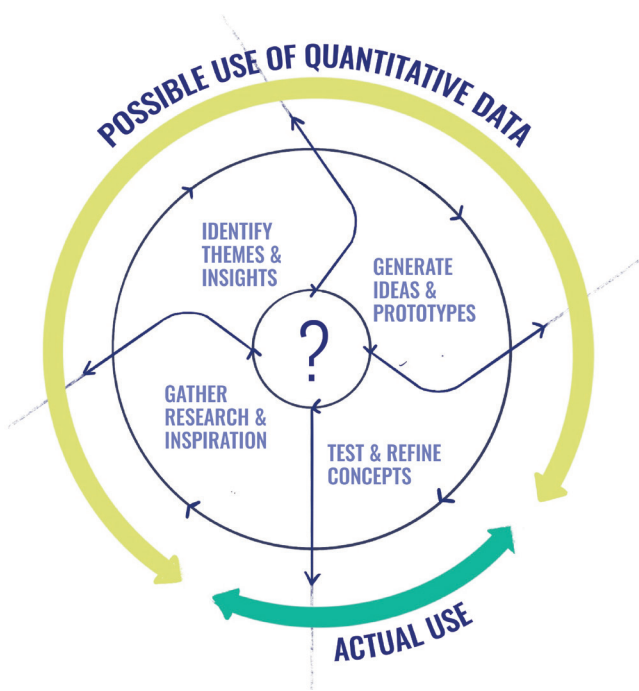 POSSIBLE USE OF QUANTITATIVE DATA
IDENTIFY
THEMES &
INSIGHTS
GENERATE
IDEAS &
PROTOTYPES
?
GATHER
RESEARCH &
INSPIRATION
TEST & REFINE
CONCEPTS
ACTUAL USE